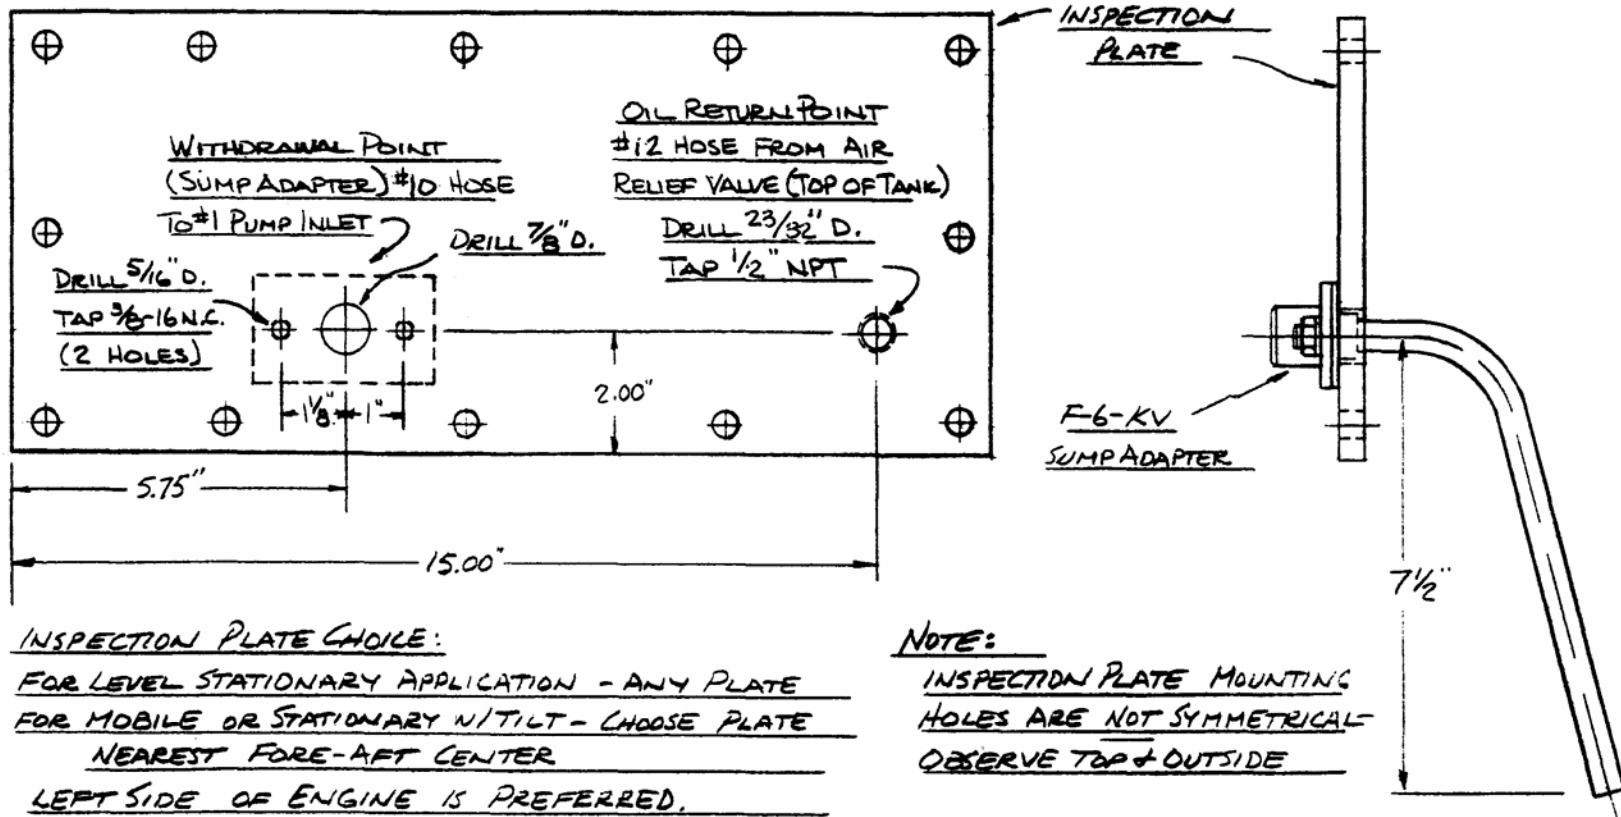 INSPECTION
PLATE
WITHDRAWAL POINT
(SUMP ADAPTER) #10 HOSE
TO #1 PUMP INLET
OIL RETURN POINT
#12 HOSE FROM AIR
RELIEF VALVE (TOP OF TANK)
DRILL 23/32" D.
TAP 1/2" NPT
DRILL 7/8" D.
DRILL 5/16" D.
TAP 3/8-16 N.C.
(2 HOLES)
1 1/8"
1"
2.00"
5.75"
15.00"
F-6-KV
SUMP ADAPTER
7 1/2"
INSPECTION PLATE CHOICE:
FOR LEVEL STATIONARY APPLICATION - ANY PLATE
FOR MOBILE OR STATIONARY W/TILT - CHOOSE PLATE
NEAREST FORE-AFT CENTER
LEFT SIDE OF ENGINE IS PREFERRED.
NOTE:
INSPECTION PLATE MOUNTING
HOLES ARE NOT SYMMETRICAL-
OBSERVE TOP & OUTSIDE